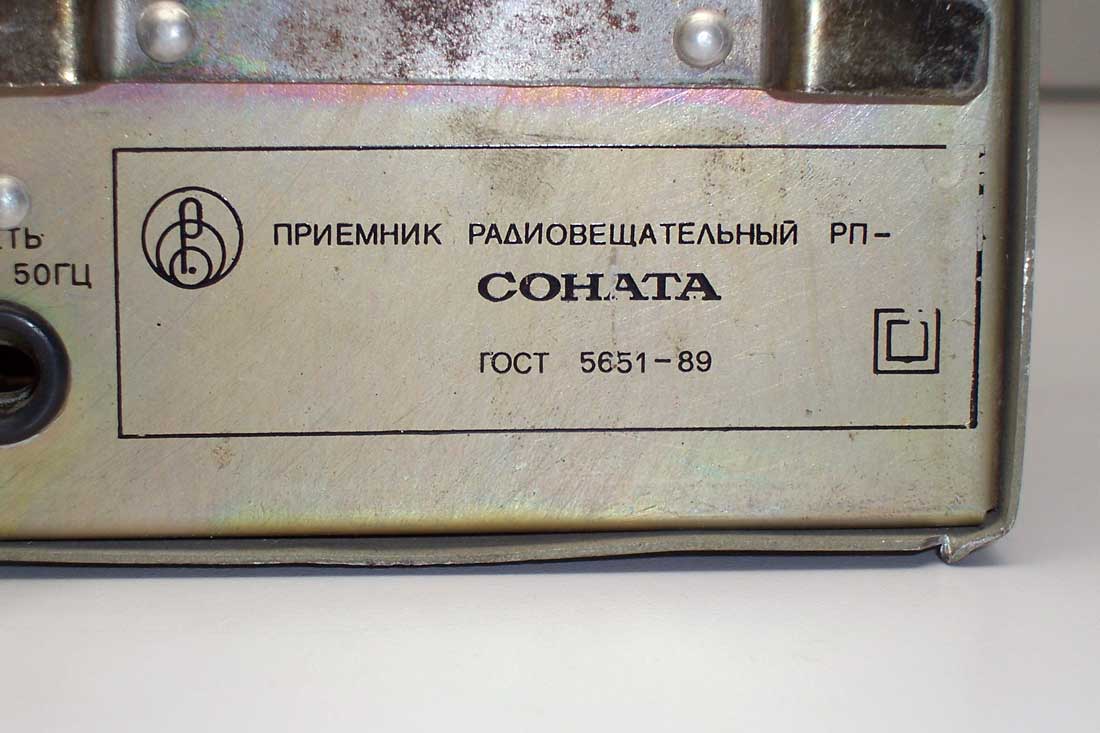 ТЬ
50ГЦ
ПРИЕМНИК РАДИОВЕЩАТЕЛЬНЫЙ РП-
СОНАТА
ГОСТ 5651-89